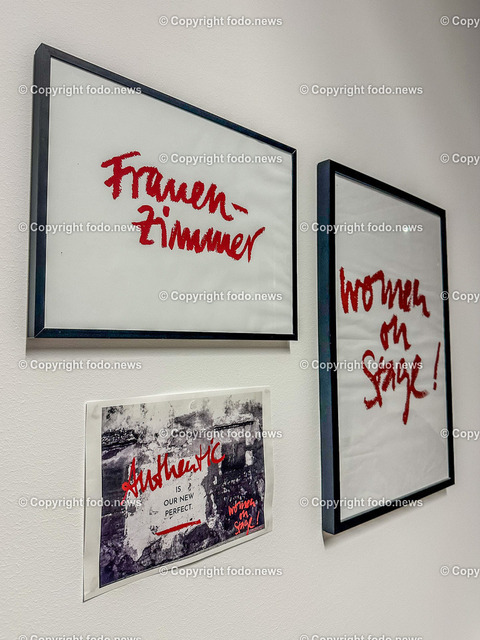 Frauen-
Zimmer
women
on
Stage!
Authentic
IS
OUR NEW
PERFECT.
women
on
Stage!
© Copyright fodo.news